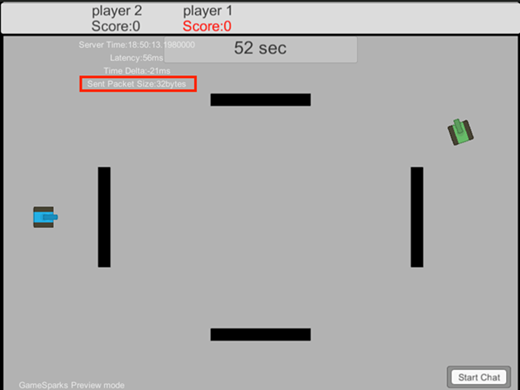 player 2 player 1
Score:0 Score:0
Server Time:18:50:13.1980000
52 sec
Latency:56ms
Time Delta:-21ms
Sent Packet Size:32bytes
GameSparks Preview mode
Start Chat